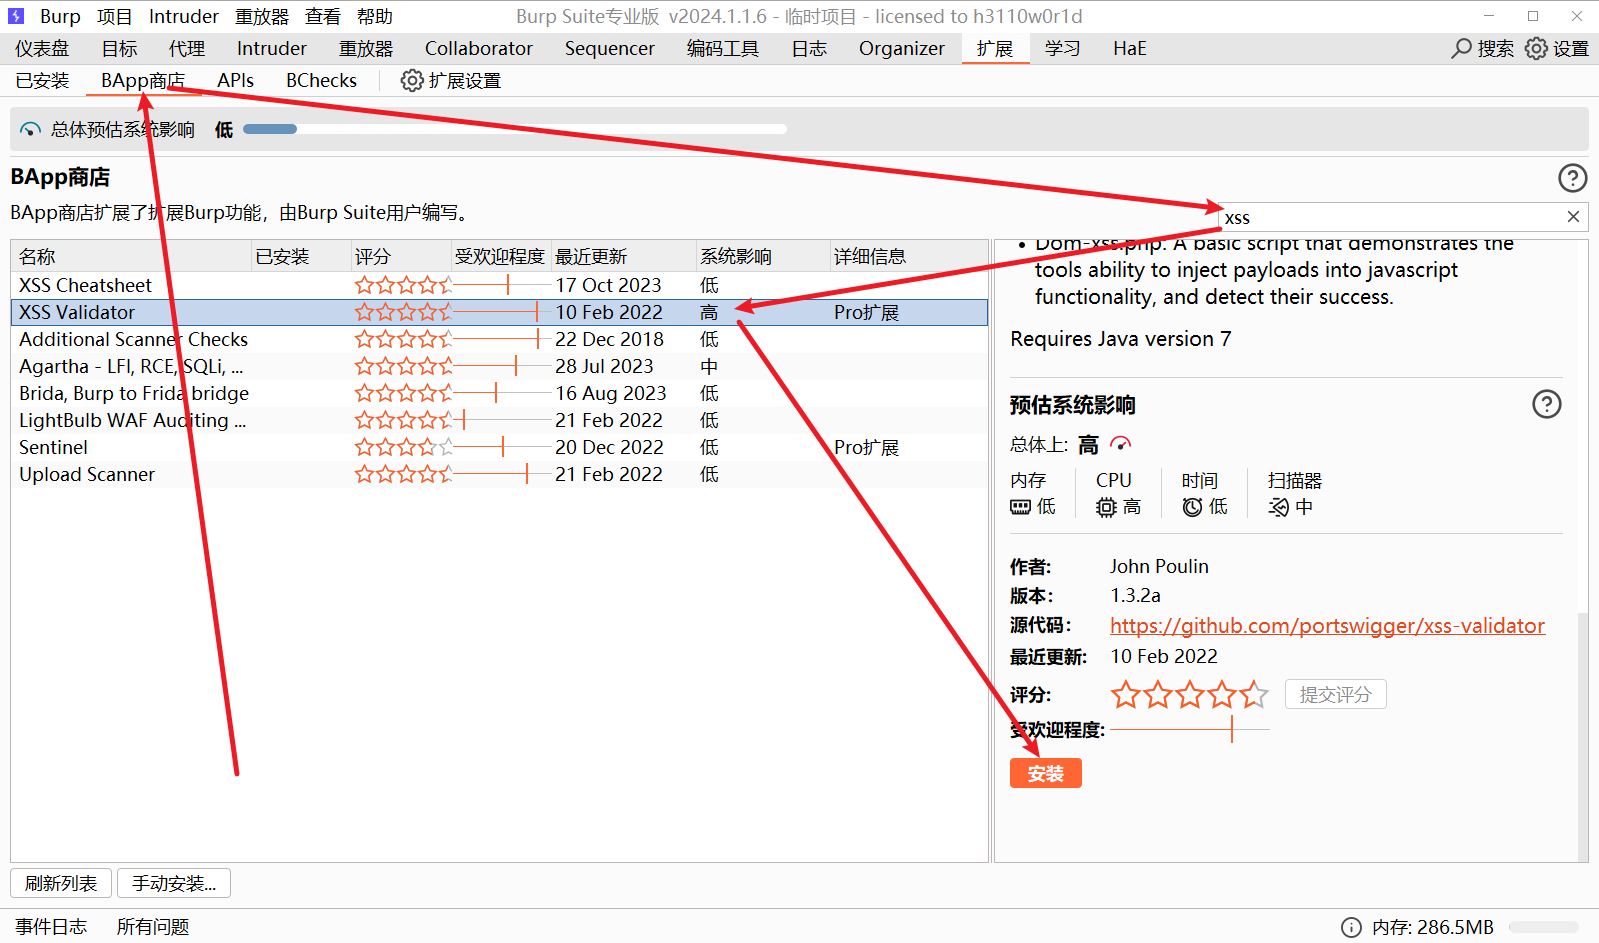 Burp 项目 Intruder 重放器 查看 帮助 Burp Suite专业版 v2024.1.1.6 - 临时项目 - licensed to h3110w0r1d
仪表盘 目标 代理 Intruder 重放器 Collaborator Sequencer 编码工具 日志 Organizer 扩展 学习 HaE 搜索 设置
已安装 BApp商店 APIs BChecks 扩展设置
总体预估系统影响 低
BApp商店
BApp商店扩展了扩展Burp功能，由Burp Suite用户编写。
xss
名称 已安装 评分 受欢迎程度 最近更新 系统影响 详细信息
XSS Cheatsheet 17 Oct 2023 低
XSS Validator 10 Feb 2022 高 Pro扩展
Additional Scanner Checks 22 Dec 2018 低
Agartha - LFI, RCE, SQLi, ... 28 Jul 2023 中
Brida, Burp to Frida bridge 16 Aug 2023 低
LightBulb WAF Auditing ... 21 Feb 2022 低
Sentinel 20 Dec 2022 低 Pro扩展
Upload Scanner 21 Feb 2022 低
• Dom-xss.php: A basic script that demonstrates the
tools ability to inject payloads into javascript
functionality, and detect their success.
Requires Java version 7
预估系统影响
总体上: 高
内存 CPU 时间 扫描器
低 高 低 中
作者: John Poulin
版本: 1.3.2a
源代码: https://github.com/portswigger/xss-validator
最近更新: 10 Feb 2022
评分: 提交评分
受欢迎程度:
安装
刷新列表 手动安装...
事件日志 所有问题 内存: 286.5MB